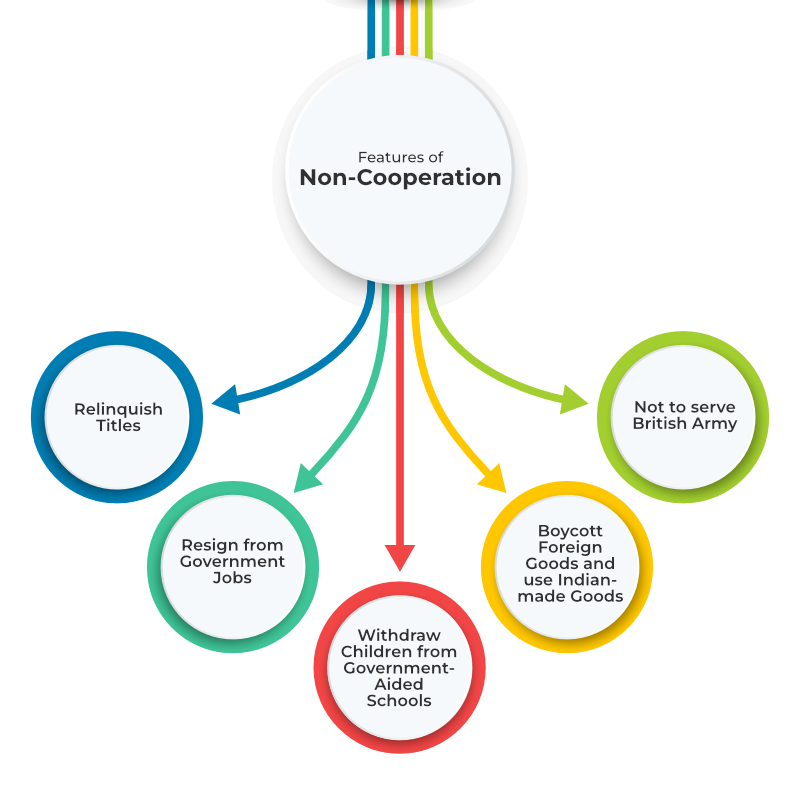 Features of
Non-Cooperation
Relinquish
Titles
Resign from
Government
Jobs
Withdraw
Children from
Government-
Aided
Schools
Boycott
Foreign
Goods and
use Indian-
made Goods
Not to serve
British Army